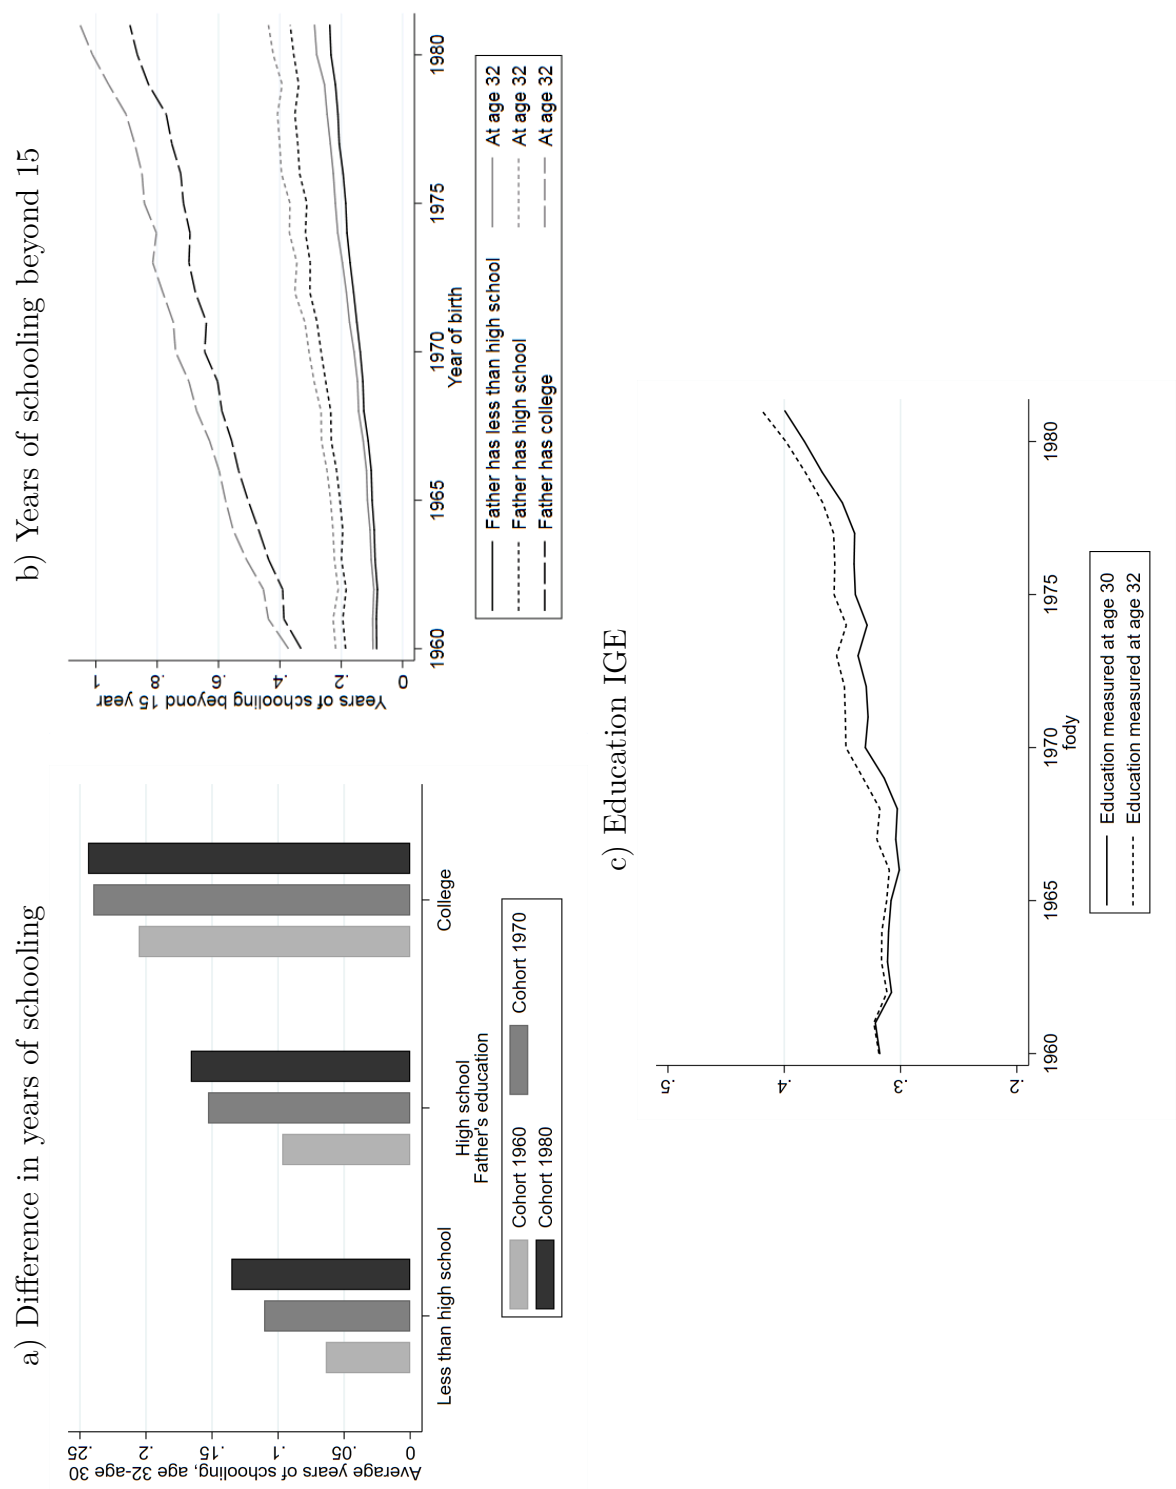 a) Difference in years of schooling
Average years of schooling, age 32-age 30
.25
.2
.15
.1
.05
0
Less than high school
High school
College
Father's education
Cohort 1960
Cohort 1970
Cohort 1980
b) Years of schooling beyond 15
Years of schooling beyond 15 year
1
.8
.6
.4
.2
0
1960
1965
1970
1975
1980
Year of birth
Father has less than high school
At age 32
Father has high school
At age 32
Father has college
At age 32
c) Education IGE
.5
.4
.3
.2
1960
1965
1970
1975
1980
fody
Education measured at age 30
Education measured at age 32